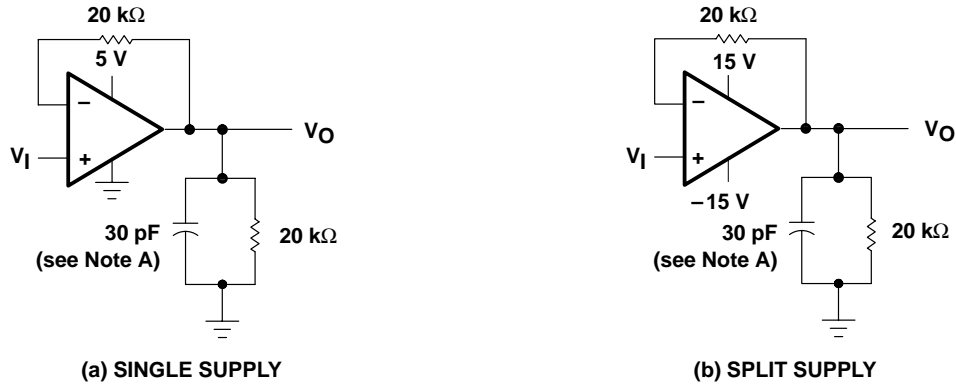 20 kΩ
5 V
−
+
V_I
V_O
30 pF
(see Note A)
20 kΩ
(a) SINGLE SUPPLY
20 kΩ
15 V
−
+
V_I
V_O
−15 V
30 pF
(see Note A)
20 kΩ
(b) SPLIT SUPPLY